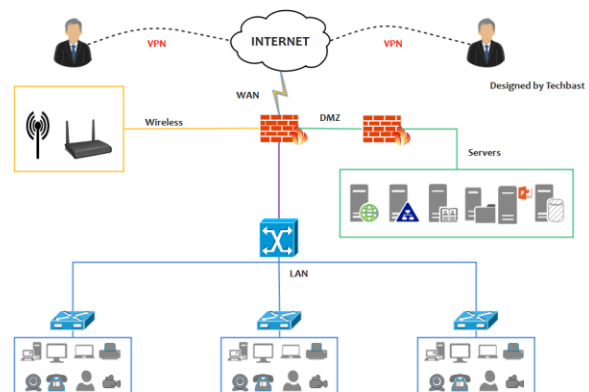 INTERNET
VPN
VPN
Designed by Techbast
WAN
Wireless
DMZ
Servers
LAN